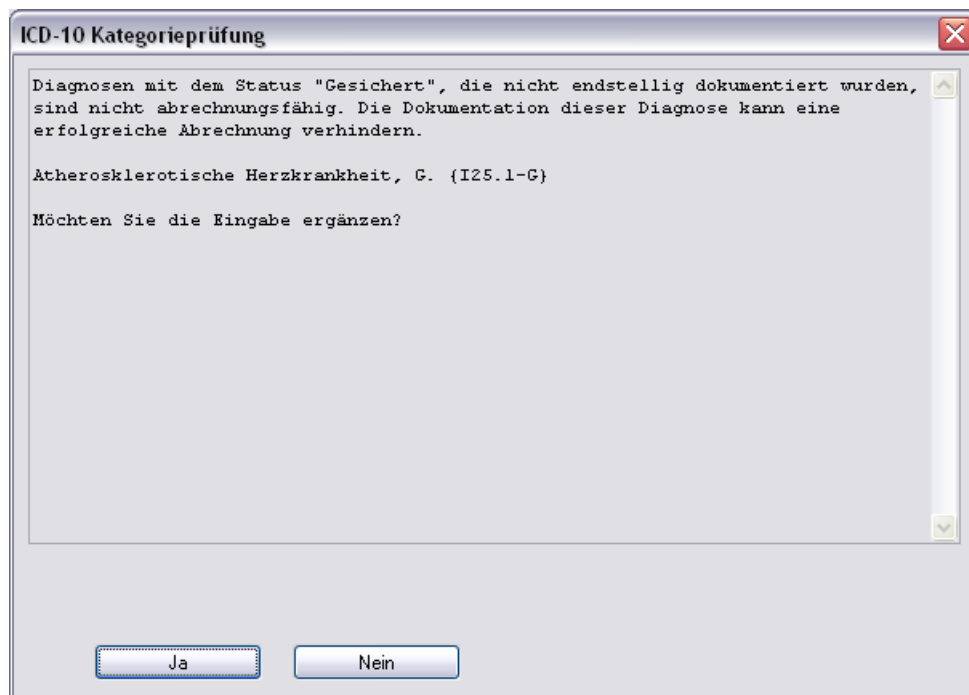 ICD-10 Kategorieprüfung
Diagnosen mit dem Status "Gesichert", die nicht endstellig dokumentiert wurden,
sind nicht abrechnungsfähig. Die Dokumentation dieser Diagnose kann eine
erfolgreiche Abrechnung verhindern.
Atherosklerotische Herzkrankheit, G. {I25.1-G}
Möchten Sie die Eingabe ergänzen?
Ja
Nein